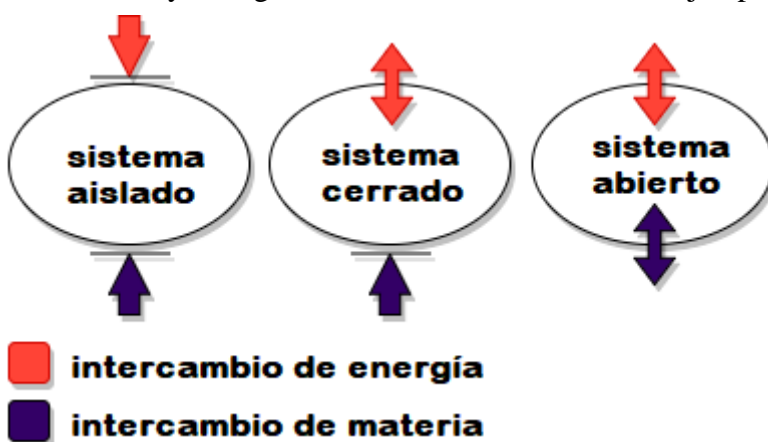 sistema
aislado
sistema
cerrado
sistema
abierto
intercambio de energía
intercambio de materia